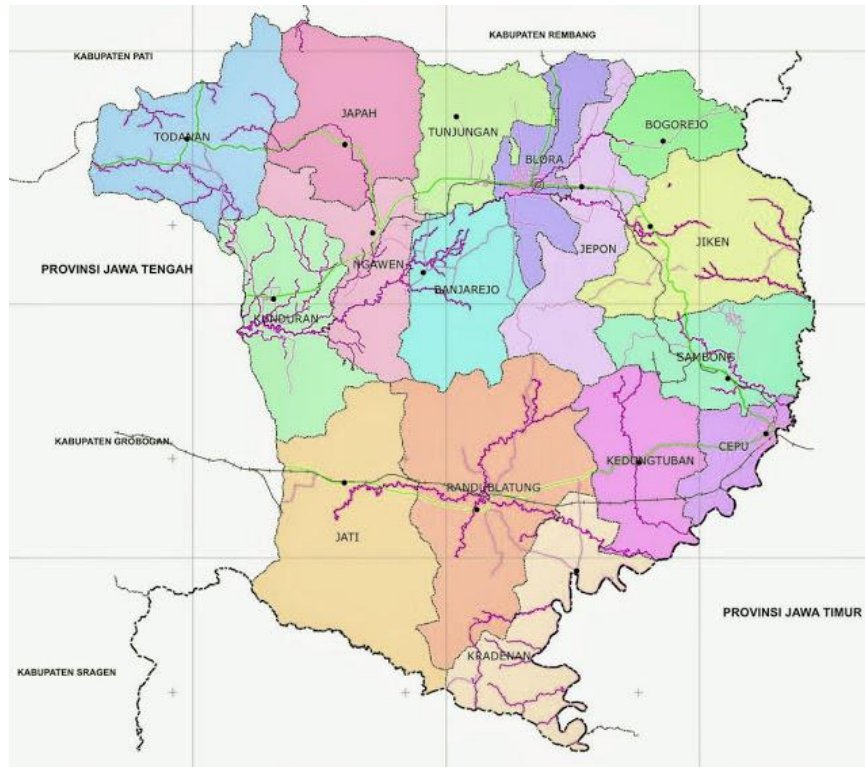 KABUPATEN REMBANG
KABUPATEN PATI
JAPAH
TUNJUNGAN
BOGOREJO
TODANAN
BLORA
JIKEN
JEPON
NGAWEN
PROVINSI JAWA TENGAH
BANJAREJO
KUNDURAN
SAMBONG
KABUPATEN GROBOGAN
CEPU
KEDUNGTUBAN
RANDUBLATUNG
JATI
PROVINSI JAWA TIMUR
KRADENAN
KABUPATEN SRAGEN